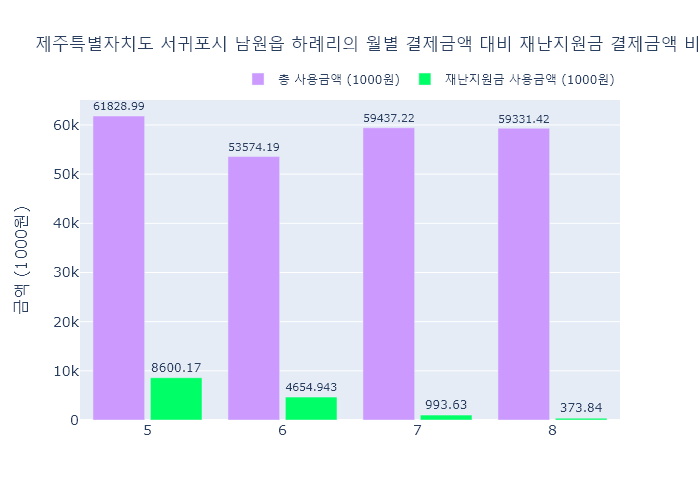 제주특별자치도 서귀포시 남원읍 하례리의 월별 결제금액 대비 재난지원금 결제금액 비
총 사용금액 (1000원) 재난지원금 사용금액 (1000원)
61828.99 53574.19 59437.22 59331.42
60k
50k
40k
30k
20k
10k
0
금액 (1000원)
8600.17 4654.943 993.63 373.84
5 6 7 8